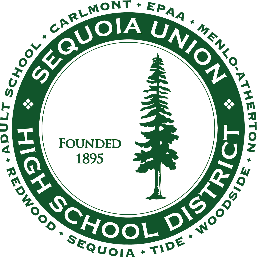 ADULT SCHOOL • CARLMONT • EPAA • MENLO-ATHERTON
REDWOOD • SEQUOIA • TIDE • WOODSIDE •
SEQUOIA UNION
HIGH SCHOOL DISTRICT
FOUNDED
1895